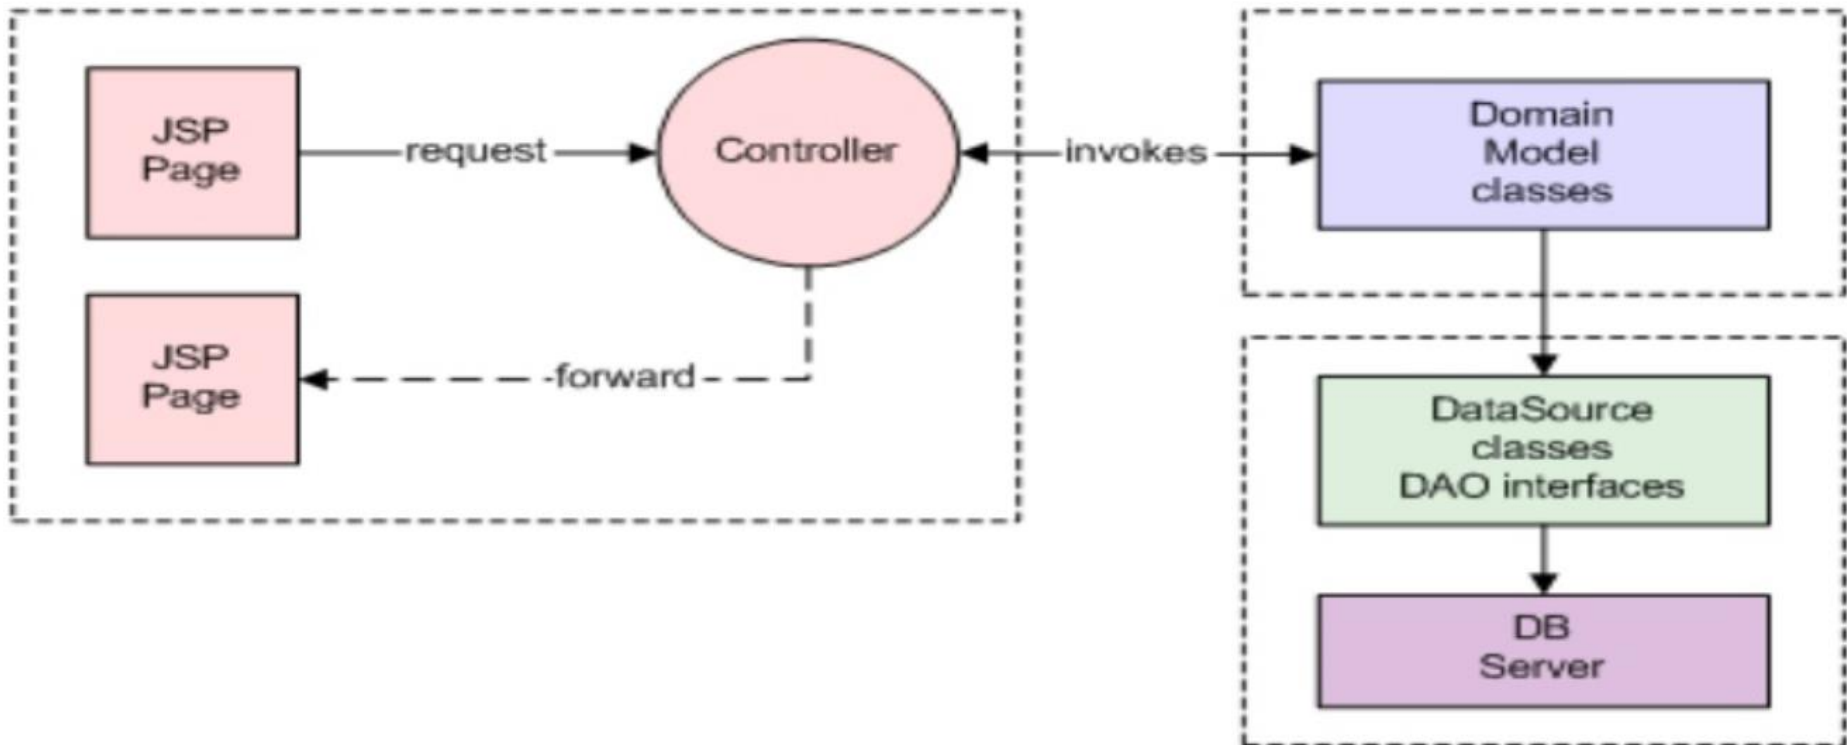 JSP
Page
request
Controller
invokes
Domain
Model
classes
JSP
Page
forward
DataSource
classes
DAO interfaces
DB
Server